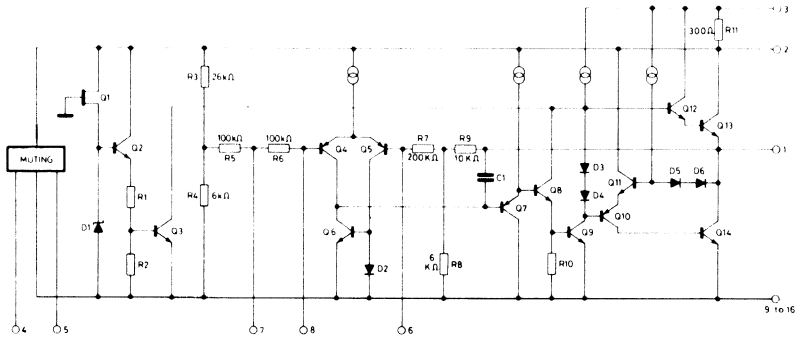 3
300Ω R11
2
R3 26kΩ
Q1
Q12
Q13
Q2
100kΩ
100kΩ
R7
R9
1
MUTING
R5
R6
Q4
Q5
200KΩ
10KΩ
D3
C1
Q11
D5 D6
R1
R4 6kΩ
D4
Q8
Q7
Q10
D1
Q3
Q6
Q9
Q14
R2
D2
6
KΩ
R8
R10
9 to 16
4
5
7
8
6